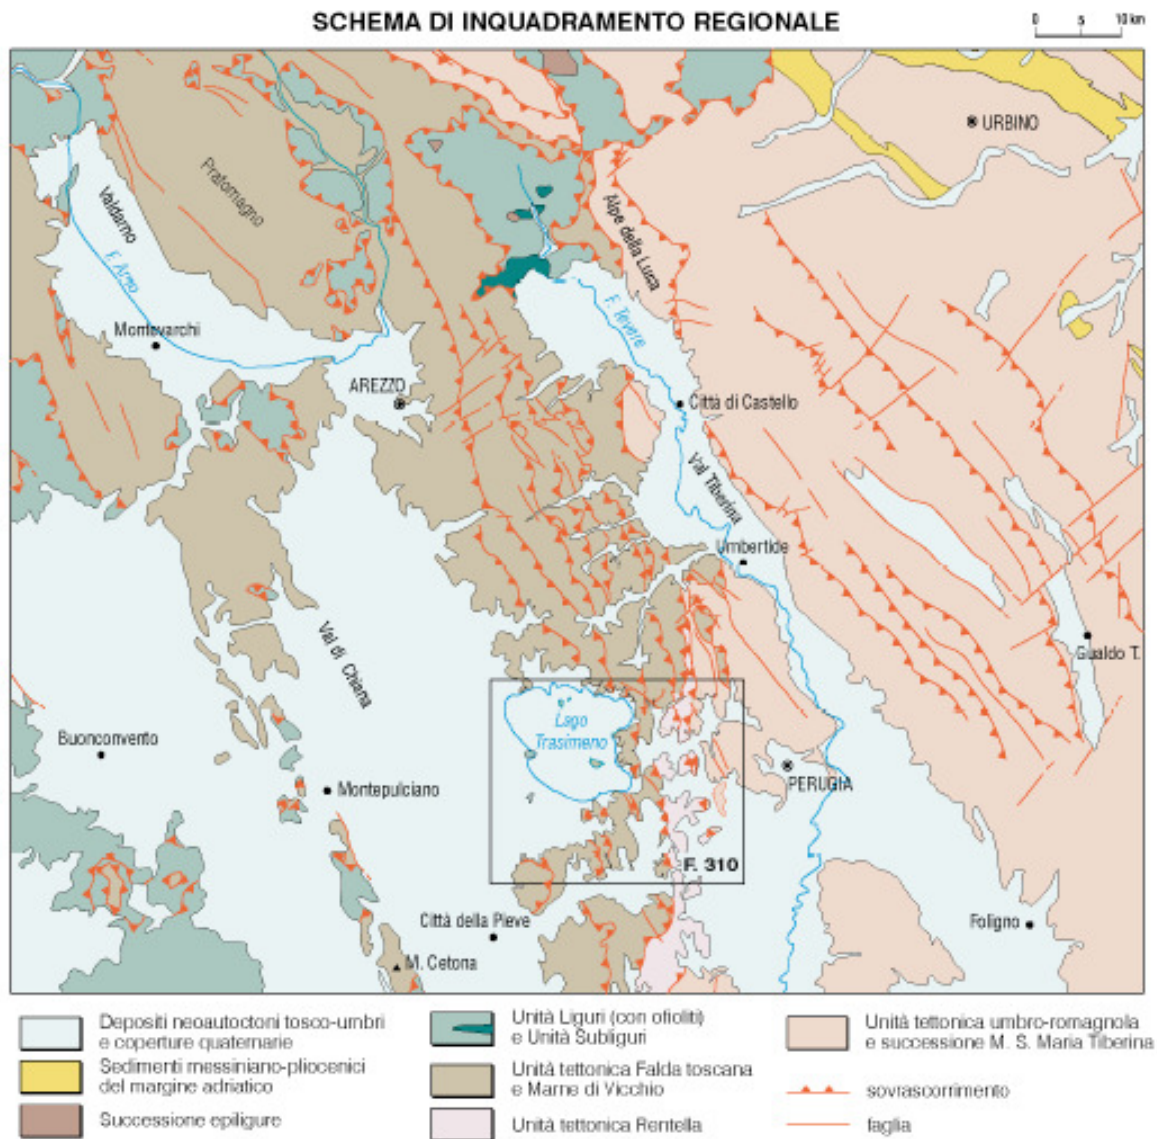 SCHEMA DI INQUADRAMENTO REGIONALE
0 5 10 km
URBINO
Pratomagno
Valdarno
F. Arno
Alpe della Luna
F. Tevere
Montevarchi
AREZZO
Città di Castello
Val Tiberina
Umbertide
Val di Chiana
Gualdo T.
Lago
Trasimeno
Buonconvento
Montepulciano
PERUGIA
F. 310
Città della Pieve
Foligno
M. Cetona
Depositi neoautoctoni tosco-umbri
e coperture quaternarie
Sedimenti messiniano-pliocenici
del margine adriatico
Successione epiligure
Unità Liguri (con ofioliti)
e Unità Subliguri
Unità tettonica Falda toscana
e Marne di Vicchio
Unità tettonica Rentella
Unità tettonica umbro-romagnola
e successione M. S. Maria Tiberina
sovrascorrimento
faglia